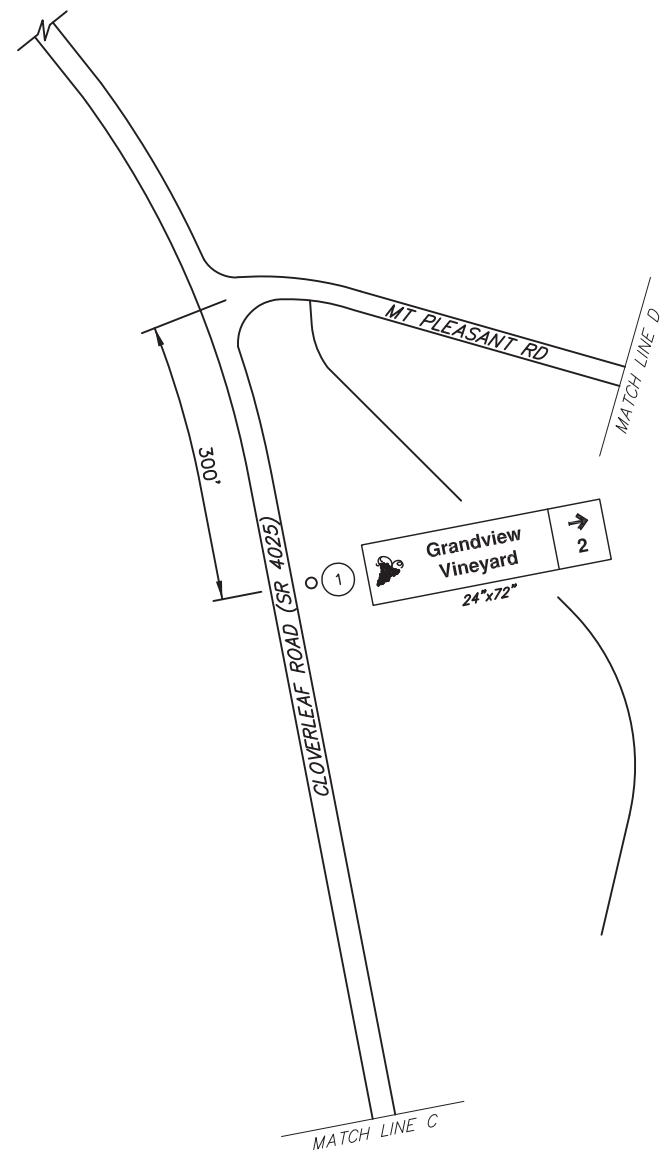 MT PLEASANT RD
MATCH LINE D
300'
CLOVERLEAF ROAD (SR 4025)
1
Grandview
Vineyard
→
2
24"x72"
MATCH LINE C